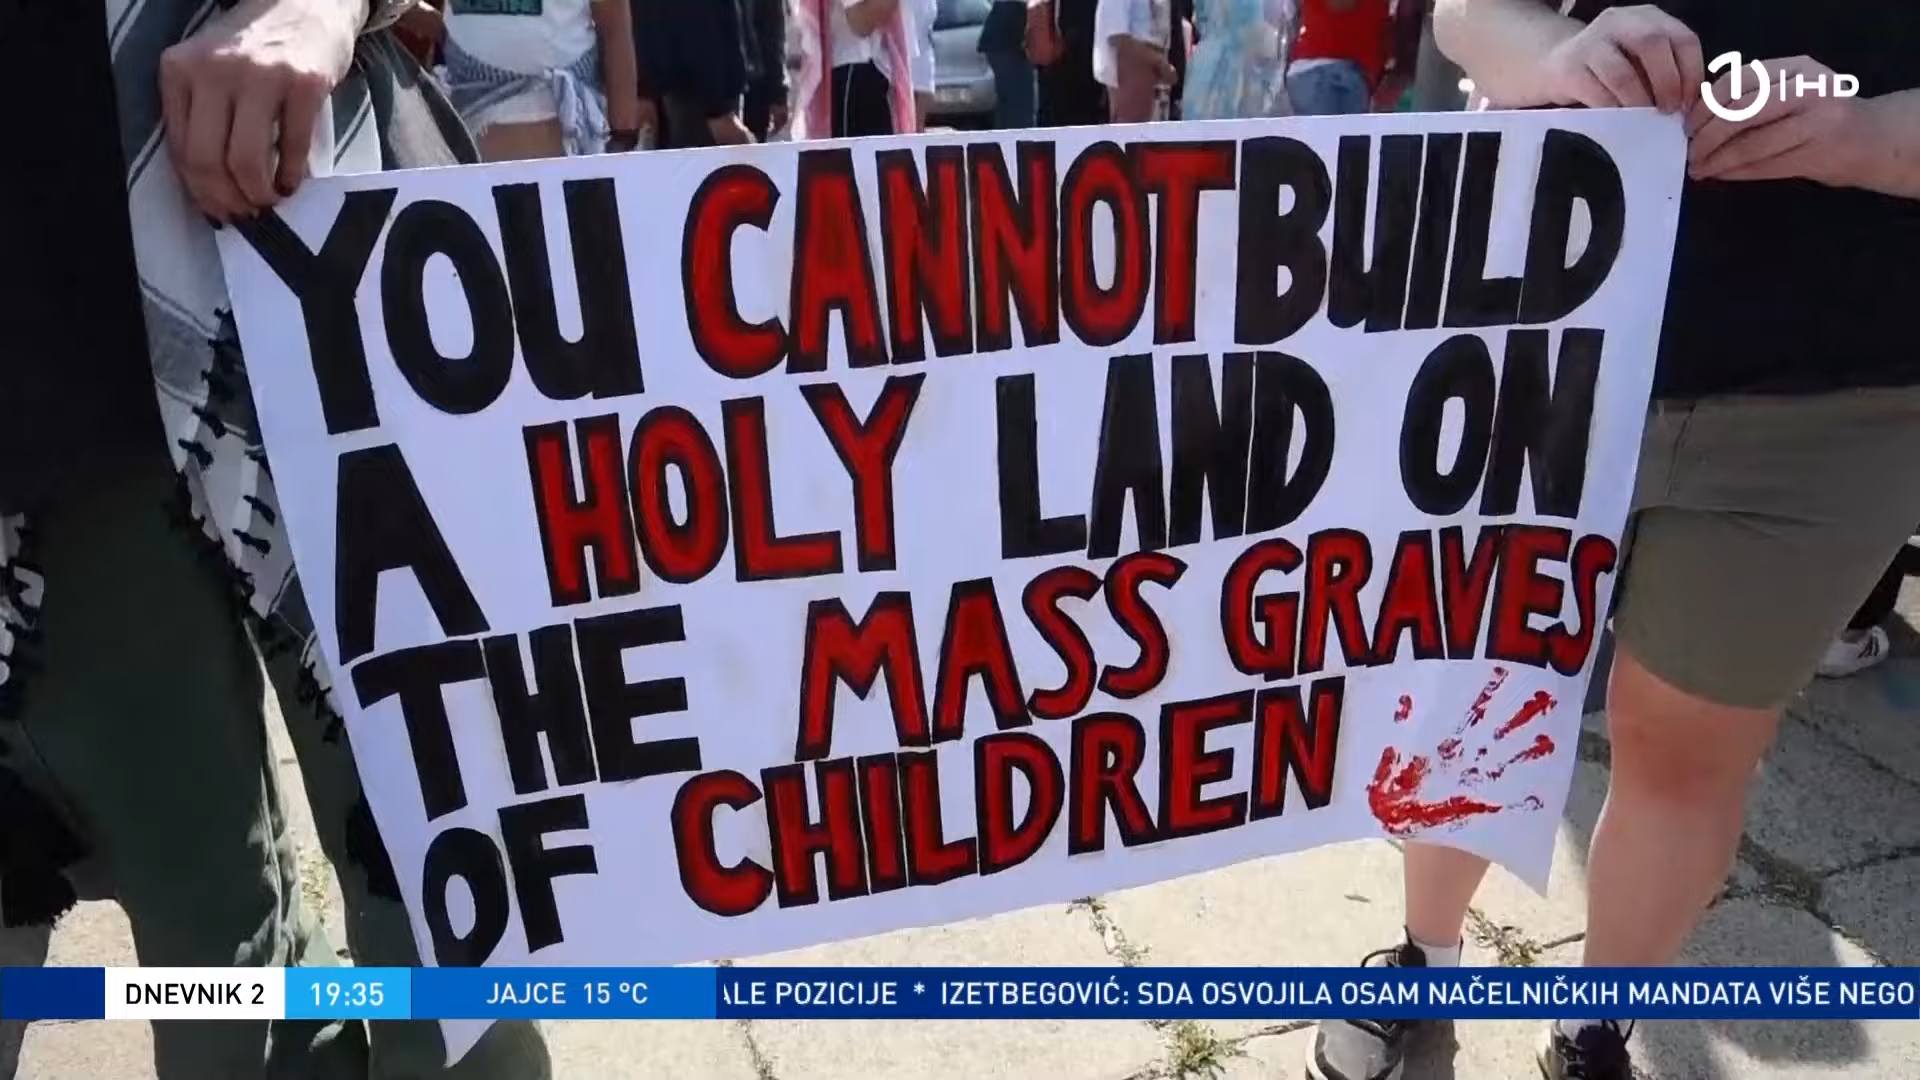 1 HD
YOU CANNOT BUILD
A HOLY LAND ON
THE MASS GRAVES
OF CHILDREN
DNEVNIK 2 19:35 JAJCE 15 °C ALE POZICIJE * IZETBEGOVIĆ: SDA OSVOJILA OSAM NAČELNIČKIH MANDATA VIŠE NEGO